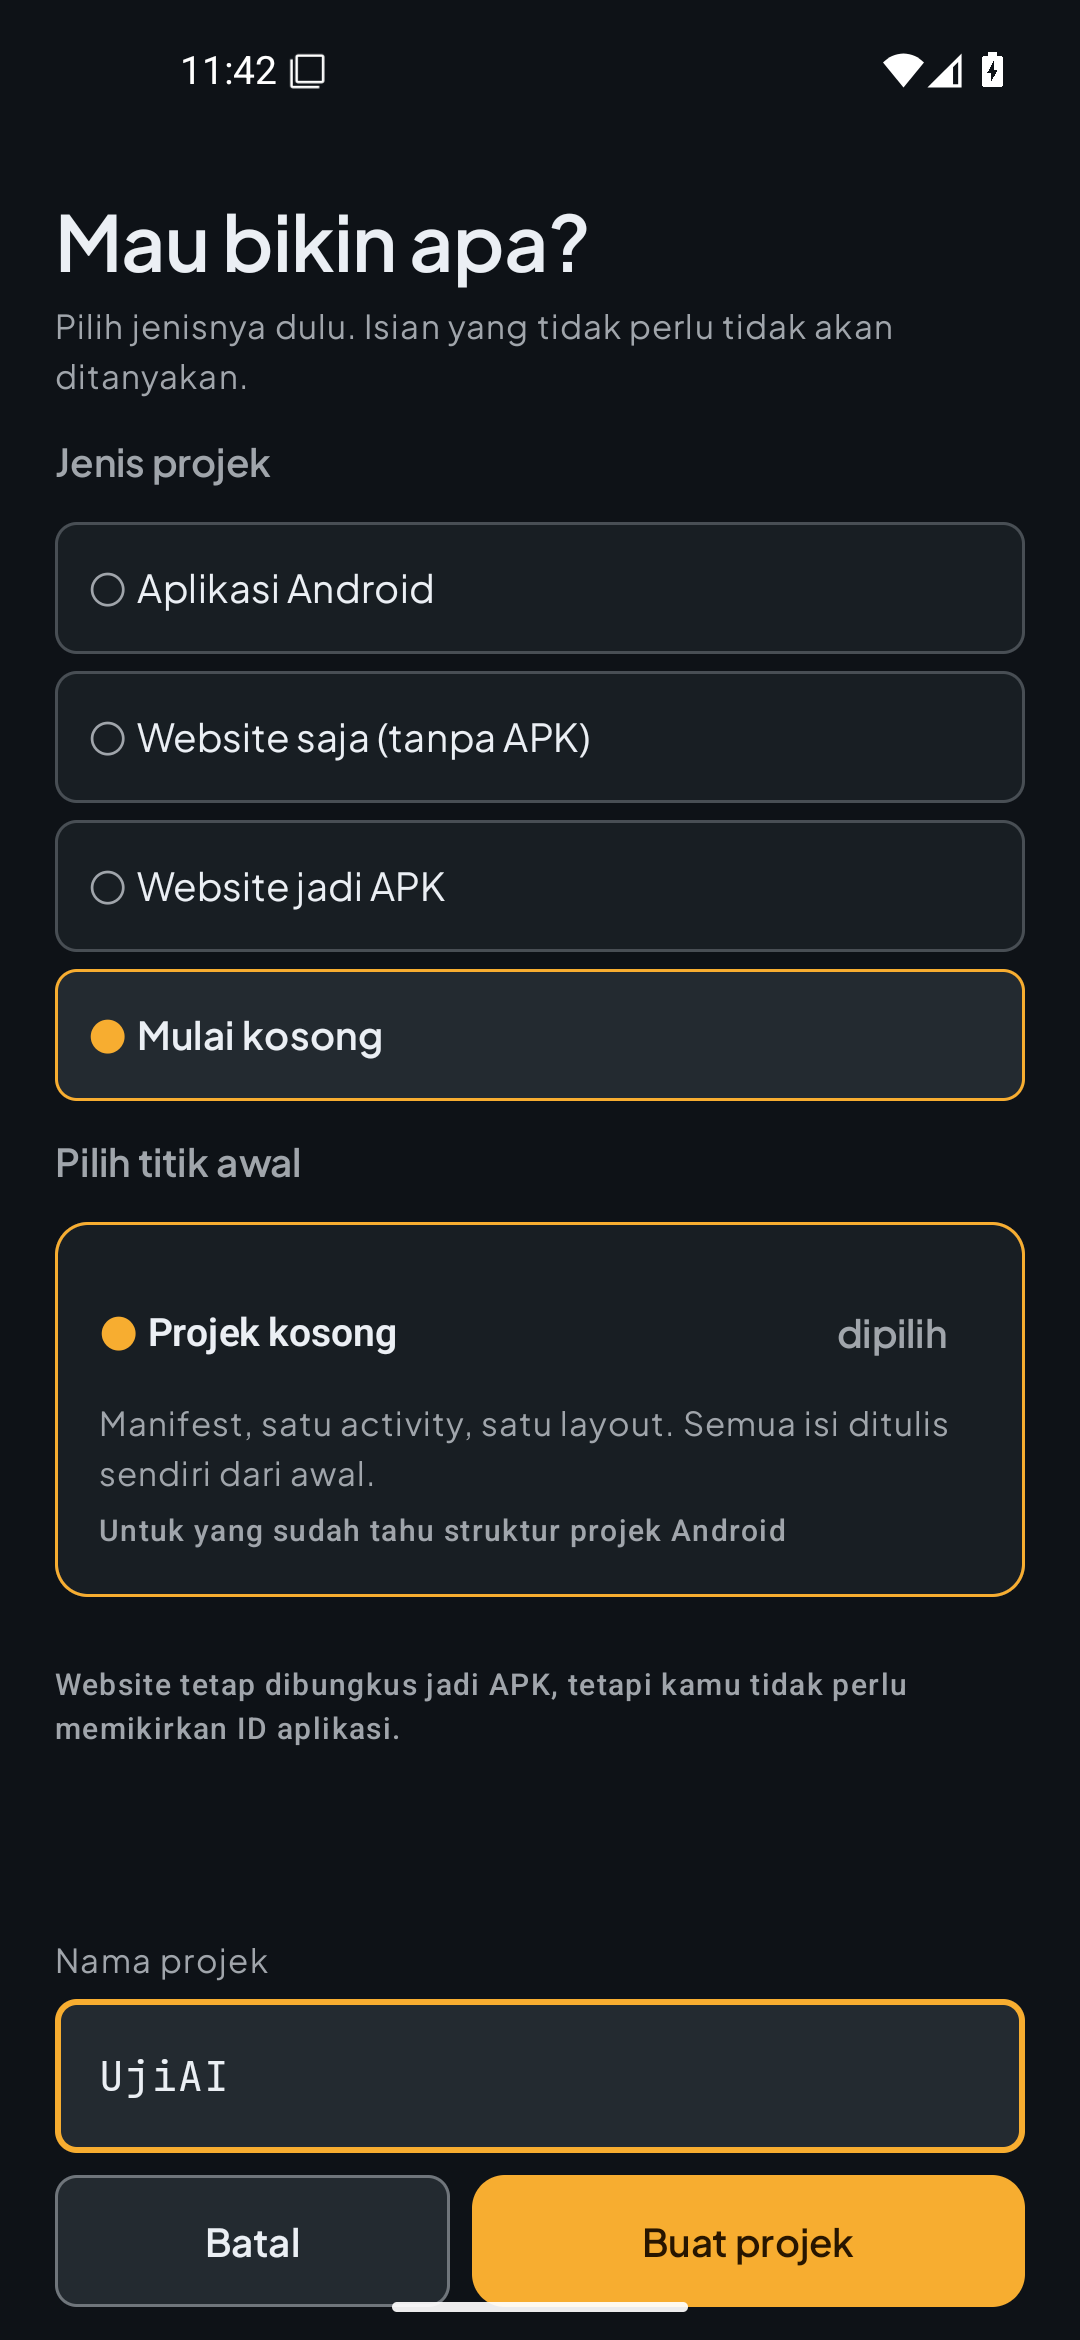 11:42
Mau bikin apa?
Pilih jenisnya dulu. Isian yang tidak perlu tidak akan
ditanyakan.
Jenis projek
Aplikasi Android
Website saja (tanpa APK)
Website jadi APK
Mulai kosong
Pilih titik awal
Projek kosong
dipilih
Manifest, satu activity, satu layout. Semua isi ditulis
sendiri dari awal.
Untuk yang sudah tahu struktur projek Android
Website tetap dibungkus jadi APK, tetapi kamu tidak perlu
memikirkan ID aplikasi.
Nama projek
UjiAI
Batal
Buat projek